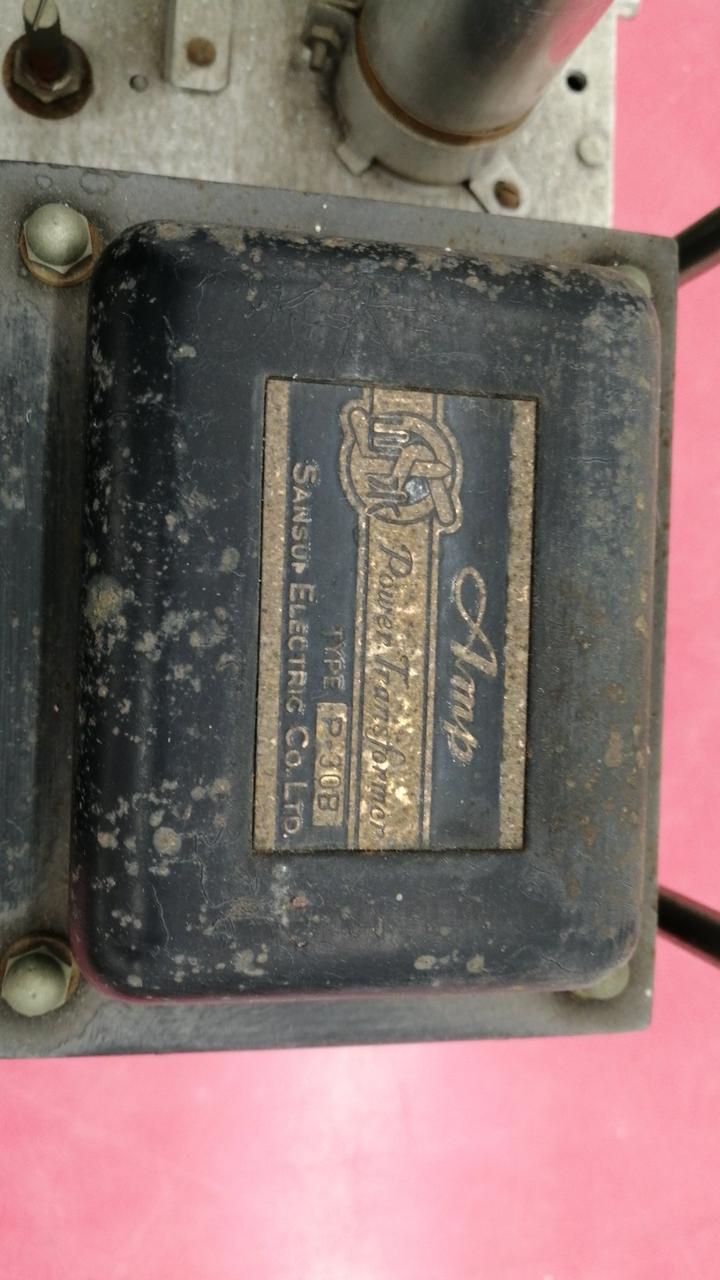 Amp
Power Transformer
TYPE P-30B
SANSUI ELECTRIC CO. LTD.